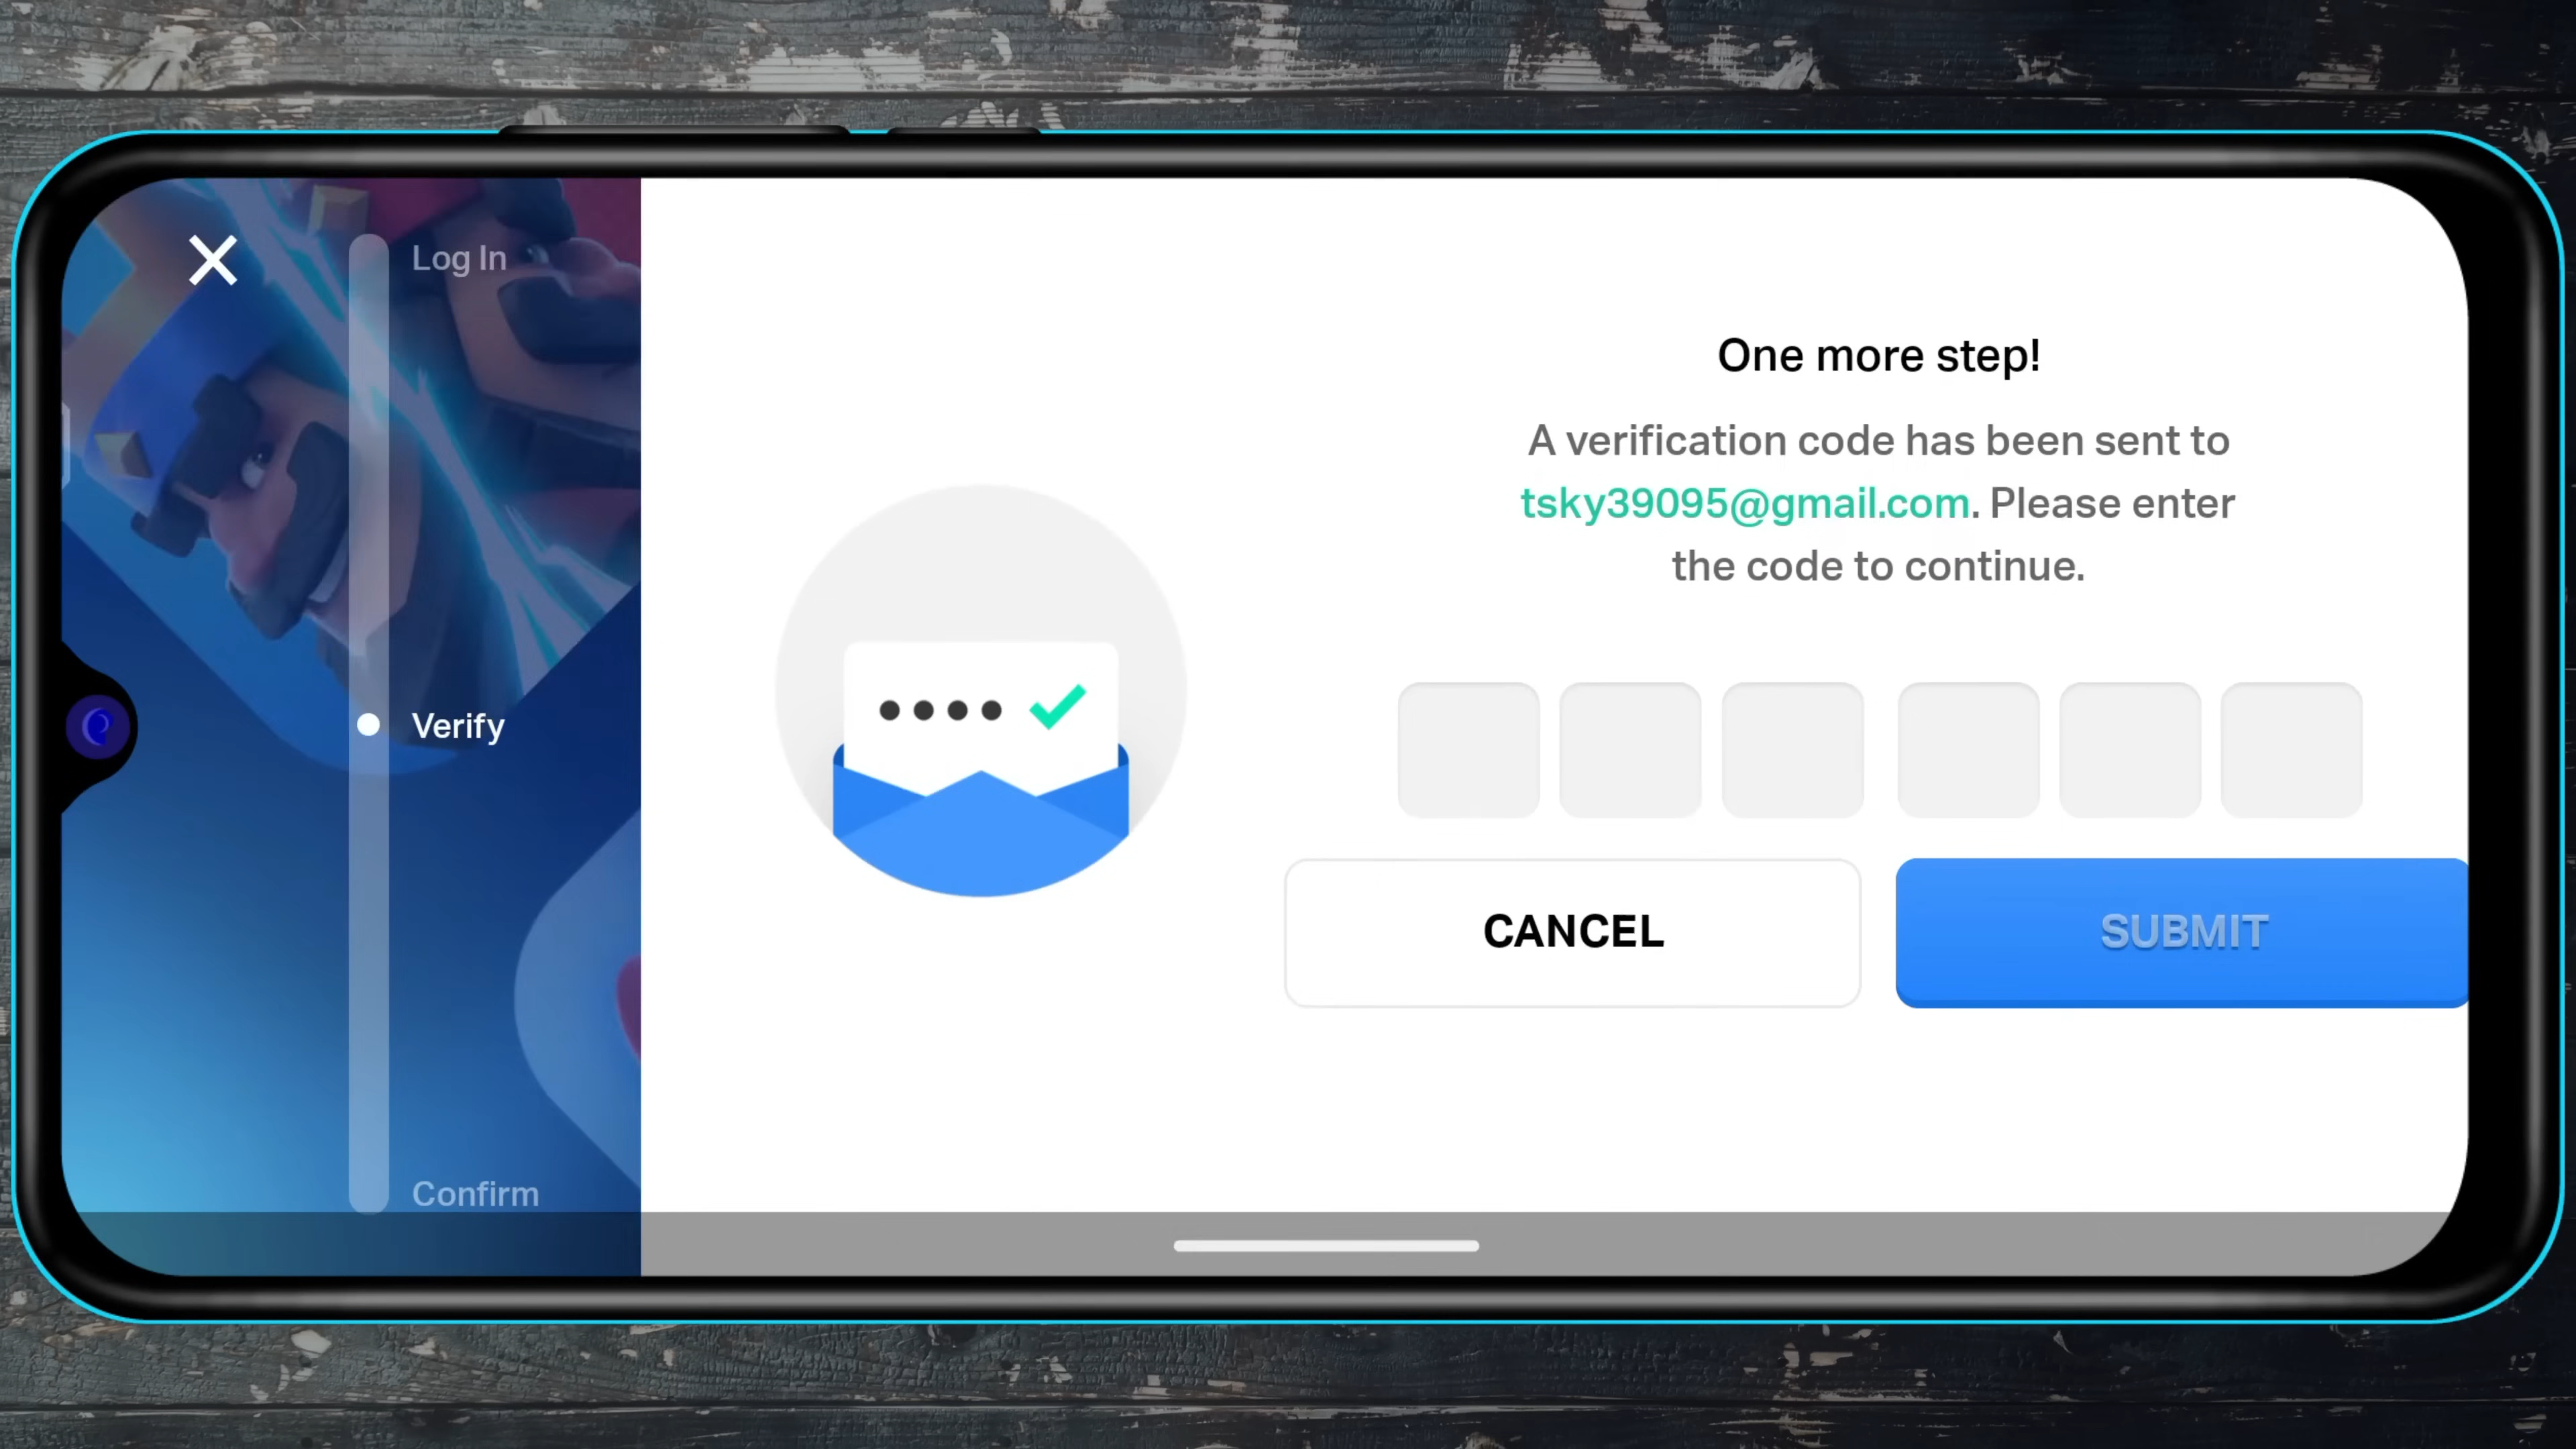 Log In
Verify
Confirm
One more step!
A verification code has been sent to
tsky39095@gmail.com. Please enter
the code to continue.
CANCEL
SUBMIT